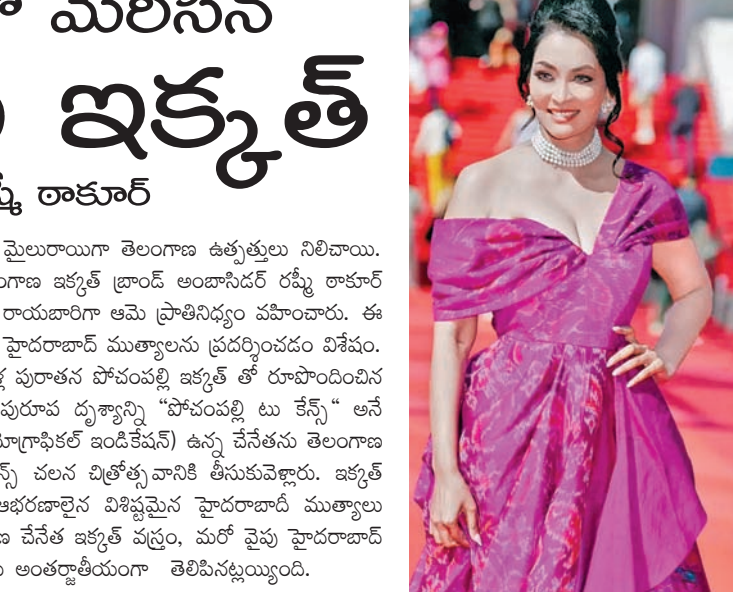 మెరిసిన
ఇక్కత్
ఠాకూర్
మైలురాయిగా తెలంగాణ ఉత్పత్తులు నిలిచాయి.
ఇక్కత్ బ్రాండ్ అంబాసిడర్ రష్మీ ఠాకూర్
రాయబారిగా ఆమె ప్రాతినిధ్యం వహించారు. ఈ
హైదరాబాద్ ముత్యాలను ప్రదర్శించడం విశేషం.
పురాతన పోచంపల్లి ఇక్కత్ తో రూపొందించిన
దృశ్యాన్ని “పోచంపల్లి టు కేన్స్“ అనే
ఇండికేషన్) ఉన్న చేనేతను తెలంగాణ
చలన చిత్రోత్సవానికి తీసుకువెళ్లారు. ఇక్కత్
ఆభరణాలైన విశిష్టమైన హైదరాబాదీ ముత్యాలు
చేనేత ఇక్కత్ వస్త్రం, మరో వైపు హైదరాబాద్
అంతర్జాతీయంగా తెలిపినట్లయ్యింది.